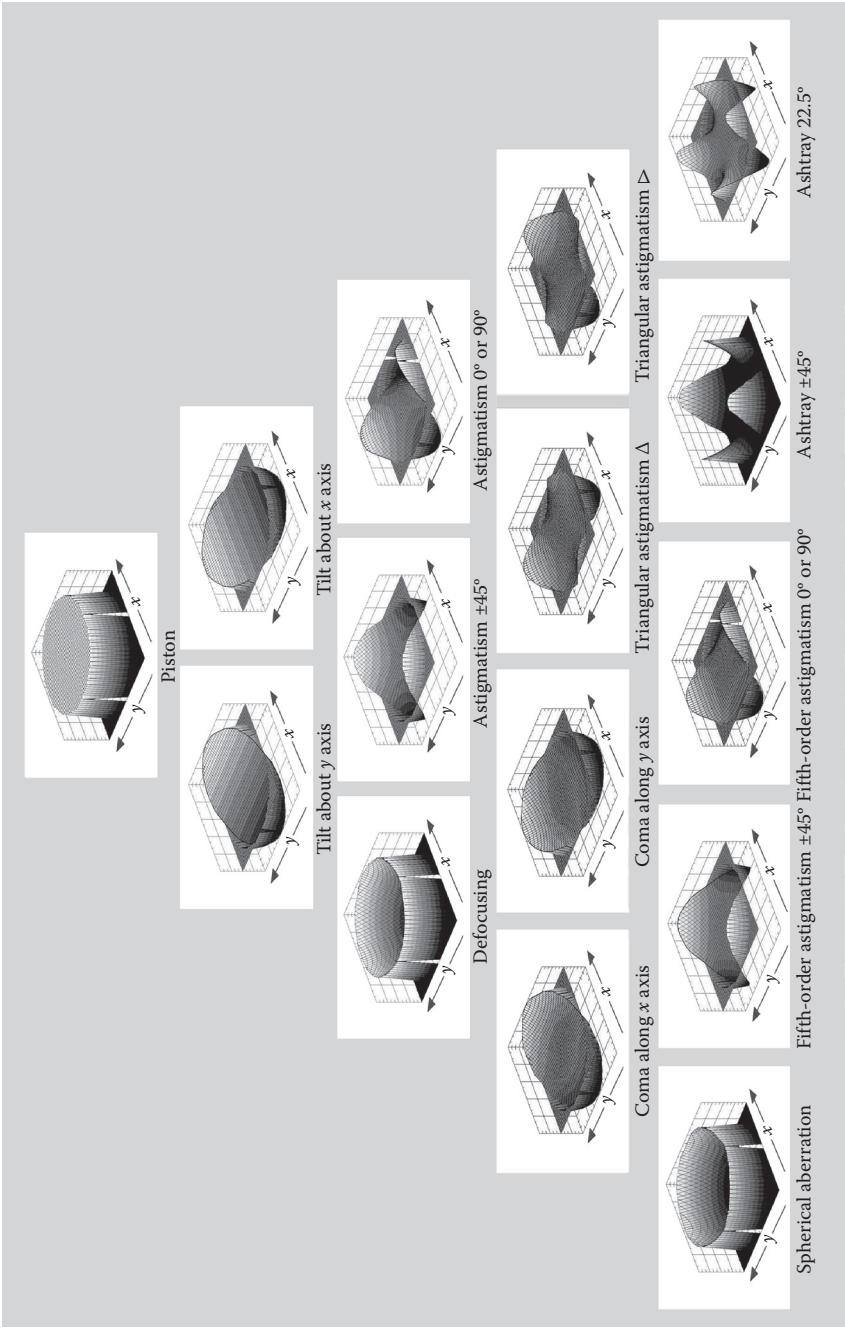 y
x
Piston
y
x
Tilt about y axis
y
x
Tilt about x axis
y
x
Defocusing
y
x
Astigmatism ±45°
y
x
Astigmatism 0° or 90°
y
x
Coma along x axis
y
x
Coma along y axis
y
x
Triangular astigmatism Δ
y
x
Triangular astigmatism ▷
y
x
Spherical aberration
y
x
Fifth-order astigmatism ±45°
y
x
Fifth-order astigmatism 0° or 90°
y
x
Ashtray ±45°
y
x
Ashtray 22.5°